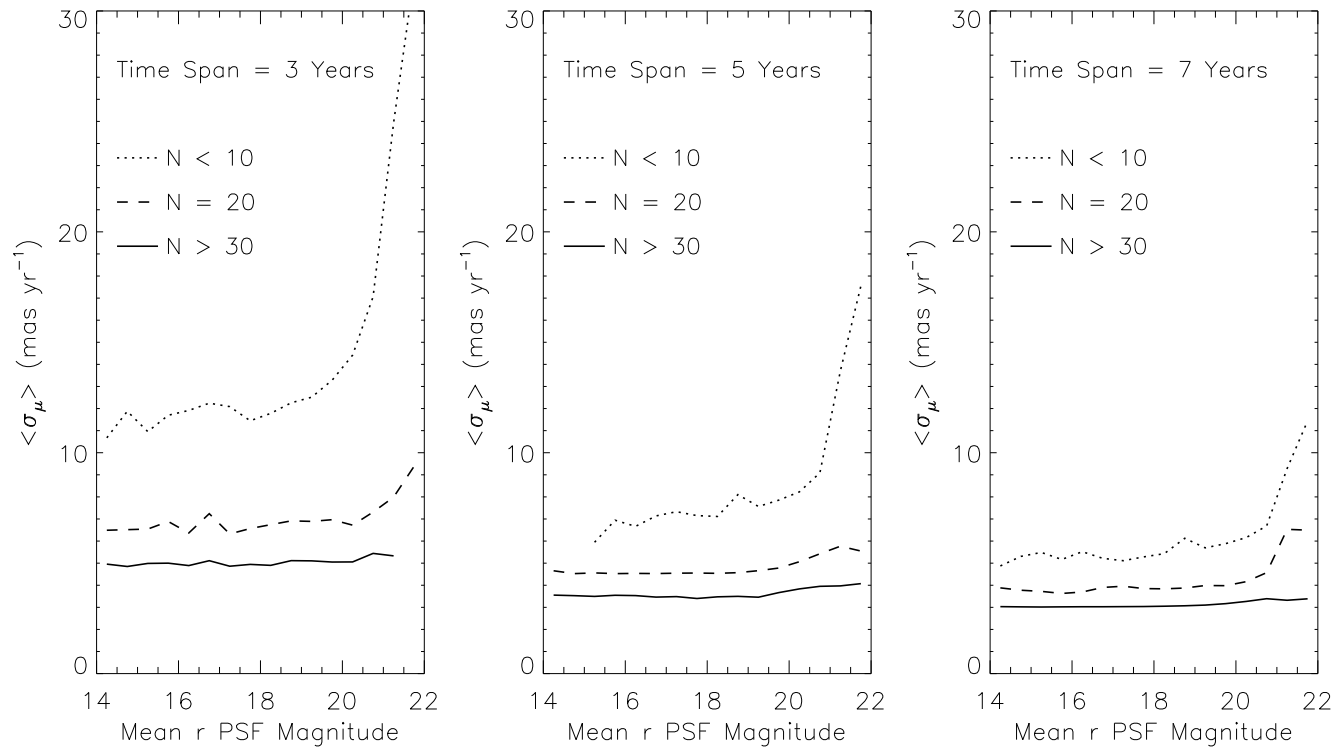 <σμ> (mas yr⁻¹)
30
20
10
0
Time Span = 3 Years
N < 10
N = 20
N > 30
14 16 18 20 22
Mean r PSF Magnitude
<σμ> (mas yr⁻¹)
30
20
10
0
Time Span = 5 Years
N < 10
N = 20
N > 30
14 16 18 20 22
Mean r PSF Magnitude
<σμ> (mas yr⁻¹)
30
20
10
0
Time Span = 7 Years
N < 10
N = 20
N > 30
14 16 18 20 22
Mean r PSF Magnitude